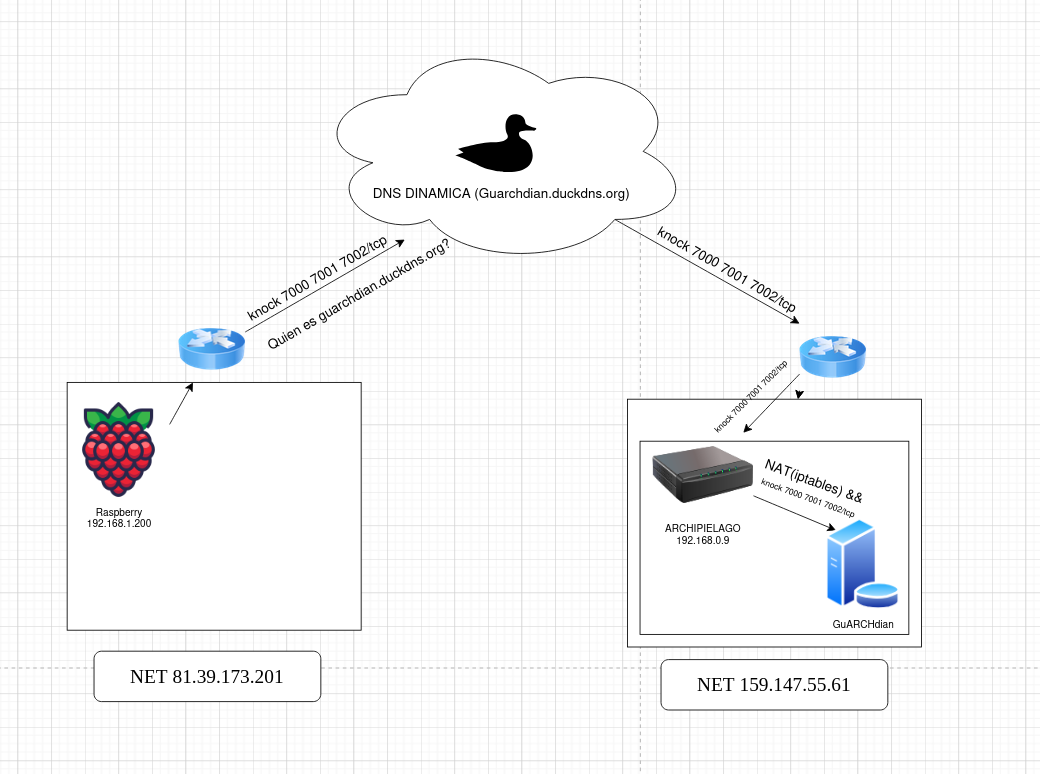 DNS DINAMICA (Guarchdian.duckdns.org)
knock 7000 7001 7002/tcp
Quien es guarchdian.duckdns.org?
knock 7000 7001 7002/tcp
knock 7000 7001 7002/tcp
Raspberry
192.168.1.200
NAT(iptables) &&
knock 7000 7001 7002/tcp
ARCHIPIELAGO
192.168.0.9
GuARCHdian
NET 81.39.173.201
NET 159.147.55.61